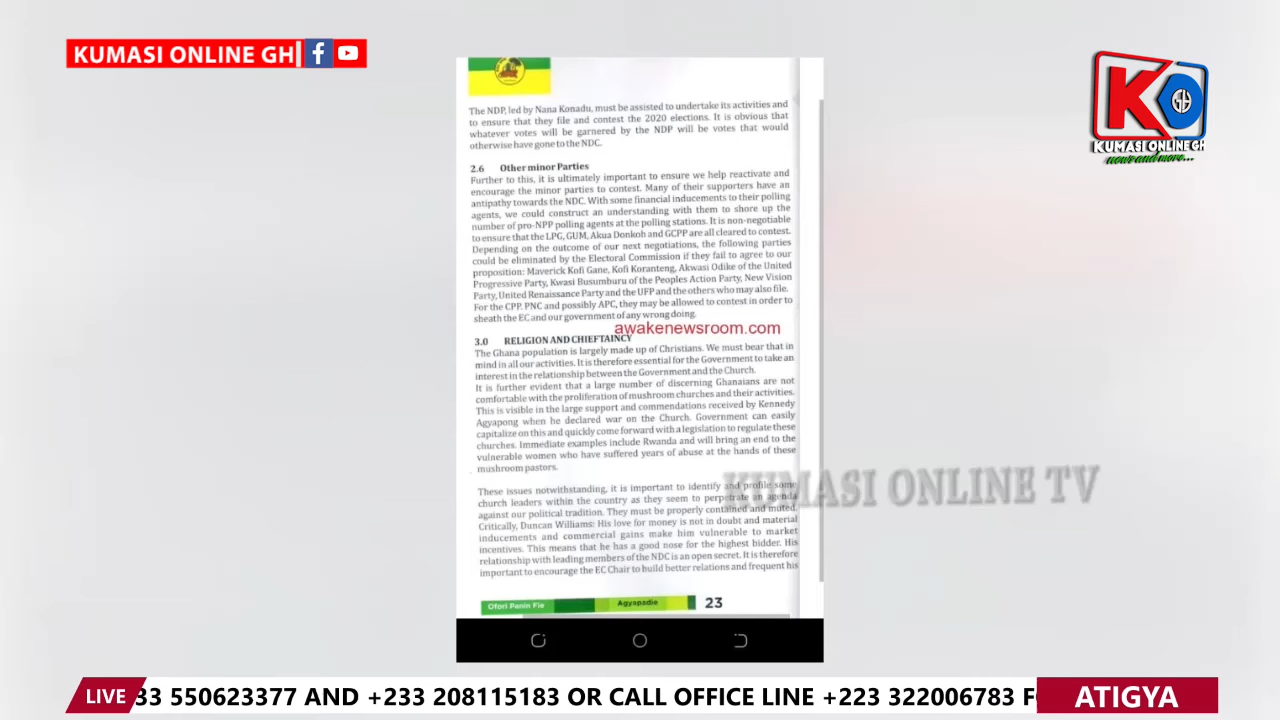 KUMASI ONLINE GH
KO
GH
KUMASI ONLINE GH
news and more...
The NDP, led by Nana Konadu, must be assisted to undertake its activities and
to ensure that they file and contest the 2020 elections. It is obvious that
whatever votes will be garnered by the NDP will be votes that would
otherwise have gone to the NDC.
2.6 Other minor Parties
Further to this, it is ultimately important to ensure we help reactivate and
encourage the minor parties to contest. Many of their supporters have an
antipathy towards the NDC. With some financial inducements to their polling
agents, we could construct an understanding with them to shore up the
number of pro-NPP polling agents at the polling stations. It is non-negotiable
to ensure that the LPG, GUM, Akua Donkoh and GCPP are all cleared to contest.
Depending on the outcome of our next negotiations, the following parties
could be eliminated by the Electoral Commission if they fail to agree to our
proposition: Maverick Kofi Gane, Kofi Koranteng, Akwasi Odike of the United
Progressive Party, Kwasi Busumburu of the Peoples Action Party, New Vision
Party, United Renaissance Party and the UFP and the others who may also file.
For the CPP, PNC and possibly APC, they may be allowed to contest in order to
sheath the EC and our government of any wrong doing.
awakenewsroom.com
3.0 RELIGION AND CHIEFTAINCY
The Ghana population is largely made up of Christians. We must bear that in
mind in all our activities. It is therefore essential for the Government to take an
interest in the relationship between the Government and the Church.
It is further evident that a large number of discerning Ghanaians are not
comfortable with the proliferation of mushroom churches and their activities.
This is visible in the large support and commendations received by Kennedy
Agyapong when he declared war on the Church. Government can easily
capitalize on this and quickly come forward with a legislation to regulate these
churches. Immediate examples include Rwanda and will bring an end to the
vulnerable women who have suffered years of abuse at the hands of these
mushroom pastors.
These issues notwithstanding, it is important to identify and profile some
church leaders within the country as they seem to perpetrate an agenda
against our political tradition. They must be properly contained and muted.
Critically, Duncan Williams: His love for money is not in doubt and material
inducements and commercial gains make him vulnerable to market
incentives. This means that he has a good nose for the highest bidder. His
relationship with leading members of the NDC is an open secret. It is therefore
important to encourage the EC Chair to build better relations and frequent his
KUMASI ONLINE TV
Ofori Panin Fie Agyapadie 23
LIVE 33 550623377 AND +233 208115183 OR CALL OFFICE LINE +223 322006783 F
ATIGYA